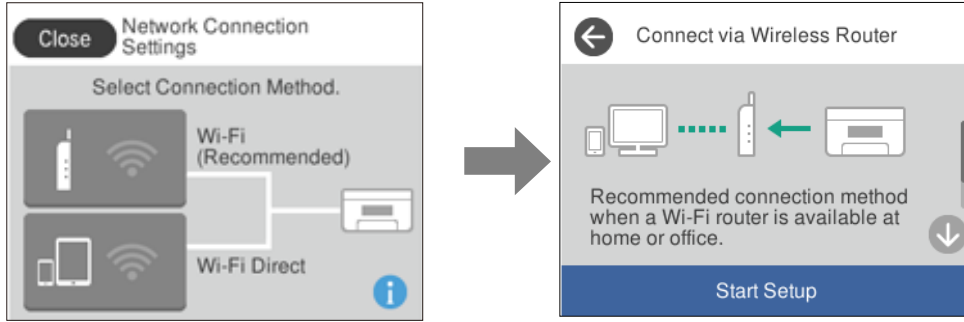 Close
Network Connection
Settings
Select Connection Method.
Wi-Fi
(Recommended)
Wi-Fi Direct
i
Connect via Wireless Router
Recommended connection method
when a Wi-Fi router is available at
home or office.
Start Setup